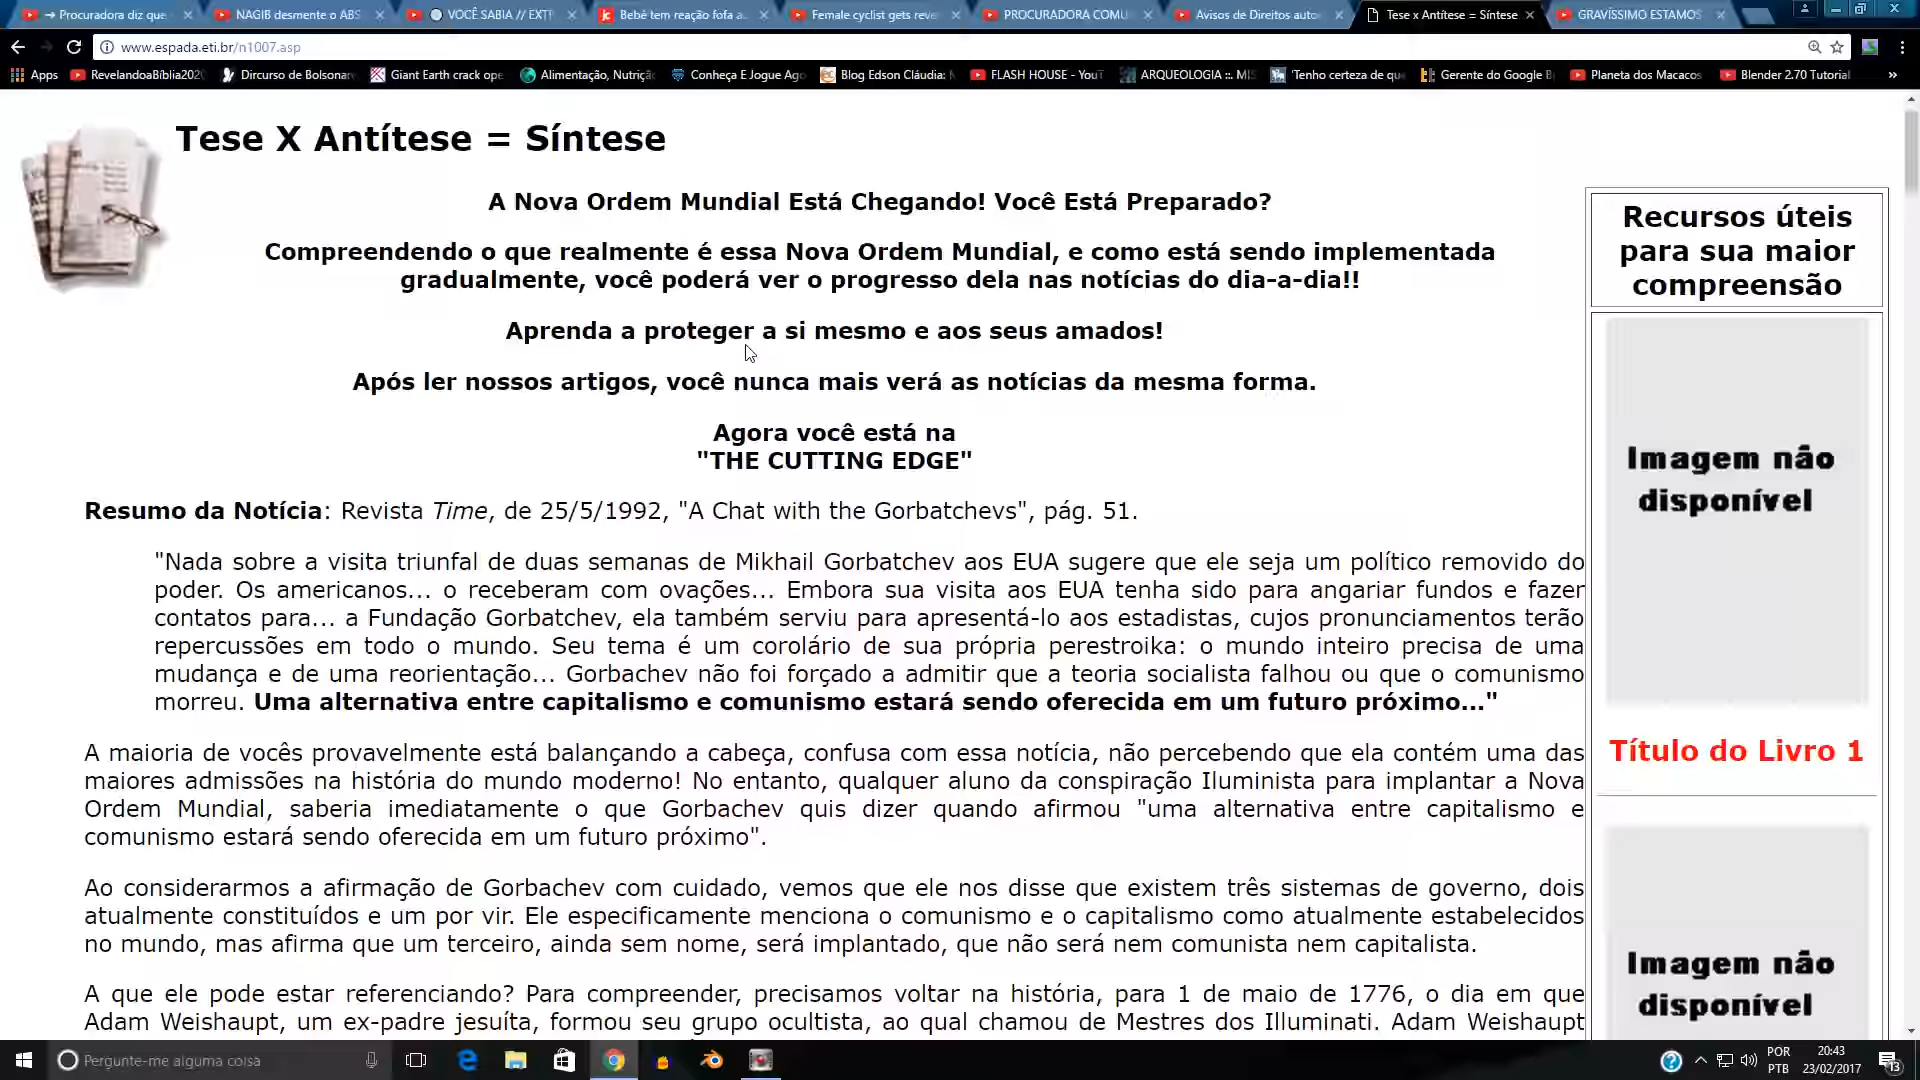 → Procuradora diz que
NAGIB desmente o ABS
VOCÊ SABIA // EXTI
Bebê tem reação fofa a
Female cyclist gets reve
PROCURADORA COMU
Avisos de Direitos auto
Tese x Antítese = Síntese
GRAVÍSSIMO ESTAMOS
www.espada.eti.br/n1007.asp
Apps
RevelandoaBíblia202
Dircurso de Bolsonar
Giant Earth crack ope
Alimentação, Nutriçã
Conheça E Jogue Ago
Blog Edson Cláudia:
FLASH HOUSE - YouT
ARQUEOLOGIA ::. MIS
'Tenho certeza de qu
Gerente do Google B
Planeta dos Macacos
Blender 2.70 Tutorial
»
Tese X Antítese = Síntese
A Nova Ordem Mundial Está Chegando! Você Está Preparado?
Compreendendo o que realmente é essa Nova Ordem Mundial, e como está sendo implementada
gradualmente, você poderá ver o progresso dela nas notícias do dia-a-dia!!
Aprenda a proteger a si mesmo e aos seus amados!
Após ler nossos artigos, você nunca mais verá as notícias da mesma forma.
Agora você está na
"THE CUTTING EDGE"
Resumo da Notícia: Revista Time, de 25/5/1992, "A Chat with the Gorbatchevs", pág. 51.
"Nada sobre a visita triunfal de duas semanas de Mikhail Gorbatchev aos EUA sugere que ele seja um político removido do
poder. Os americanos... o receberam com ovações... Embora sua visita aos EUA tenha sido para angariar fundos e fazer
contatos para... a Fundação Gorbatchev, ela também serviu para apresentá-lo aos estadistas, cujos pronunciamentos terão
repercussões em todo o mundo. Seu tema é um corolário de sua própria perestroika: o mundo inteiro precisa de uma
mudança e de uma reorientação... Gorbachev não foi forçado a admitir que a teoria socialista falhou ou que o comunismo
morreu. Uma alternativa entre capitalismo e comunismo estará sendo oferecida em um futuro próximo..."
A maioria de vocês provavelmente está balançando a cabeça, confusa com essa notícia, não percebendo que ela contém uma das
maiores admissões na história do mundo moderno! No entanto, qualquer aluno da conspiração Iluminista para implantar a Nova
Ordem Mundial, saberia imediatamente o que Gorbachev quis dizer quando afirmou "uma alternativa entre capitalismo e
comunismo estará sendo oferecida em um futuro próximo".
Ao considerarmos a afirmação de Gorbachev com cuidado, vemos que ele nos disse que existem três sistemas de governo, dois
atualmente constituídos e um por vir. Ele especificamente menciona o comunismo e o capitalismo como atualmente estabelecidos
no mundo, mas afirma que um terceiro, ainda sem nome, será implantado, que não será nem comunista nem capitalista.
A que ele pode estar referenciando? Para compreender, precisamos voltar na história, para 1 de maio de 1776, o dia em que
Adam Weishaupt, um ex-padre jesuíta, formou seu grupo ocultista, ao qual chamou de Mestres dos Illuminati. Adam Weishaupt
Recursos úteis
para sua maior
compreensão
Imagem não
disponível
Título do Livro 1
Imagem não
disponível
Pergunte-me alguma coisa
POR
PTB
20:43
23/02/2017
13